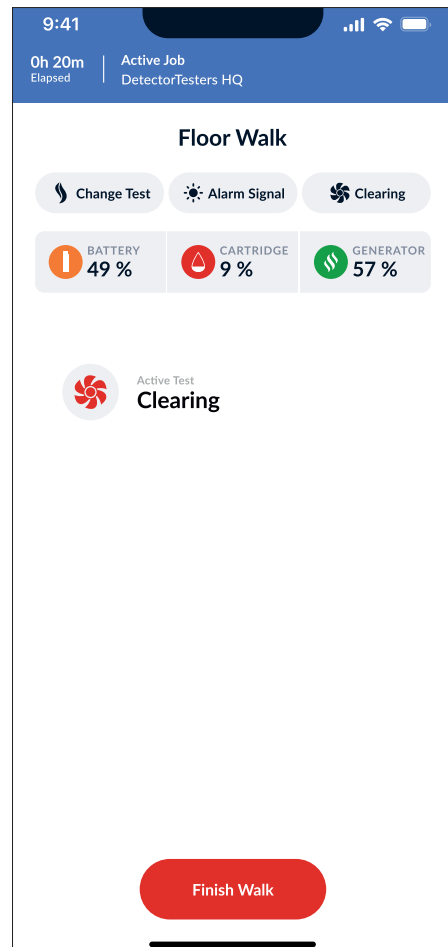 9:41
0h 20m
Elapsed
Active Job
DetectorTesters HQ
Floor Walk
Change Test
Alarm Signal
Clearing
BATTERY
49 %
CARTRIDGE
9 %
GENERATOR
57 %
Active Test
Clearing
Finish Walk